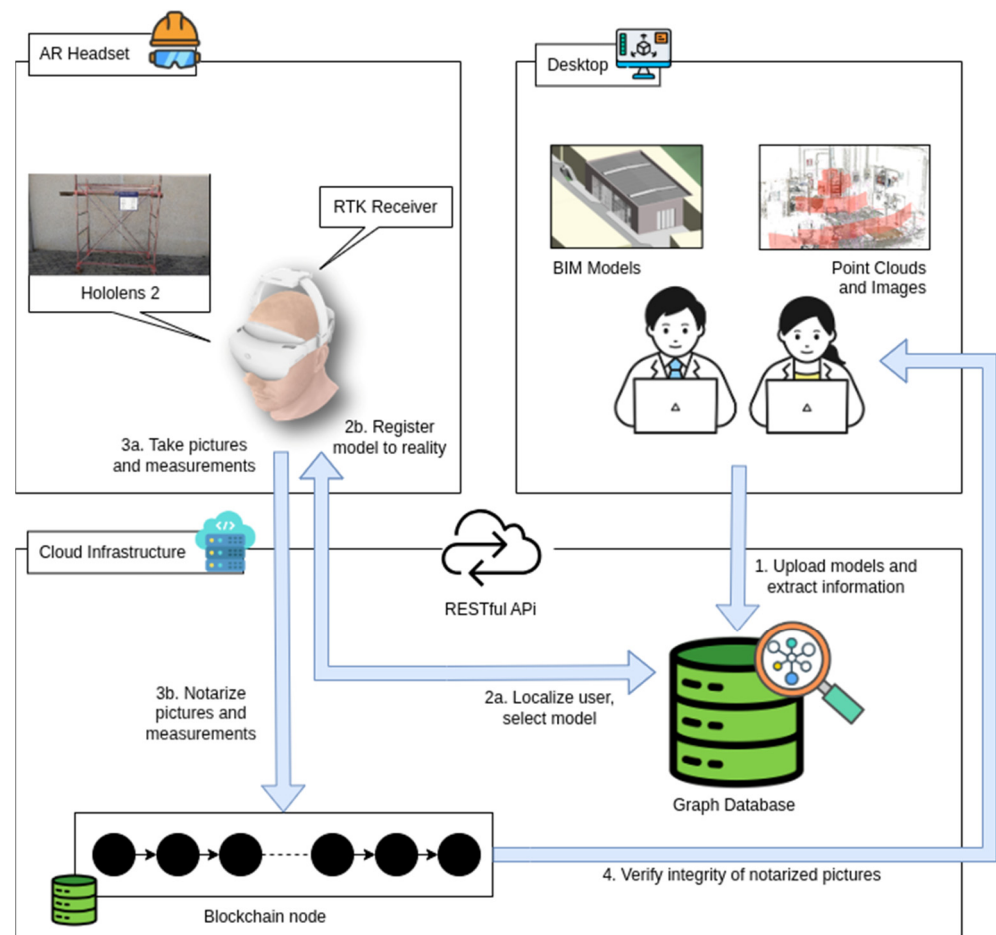 AR Headset
Desktop
RTK Receiver
Hololens 2
BIM Models
Point Clouds
and Images
3a. Take pictures
and measurements
2b. Register
model to reality
Cloud Infrastructure
</>
RESTful APi
1. Upload models and
extract information
3b. Notarize
pictures and
measurements
2a. Localize user,
select model
Graph Database
4. Verify integrity of notarized pictures
Blockchain node